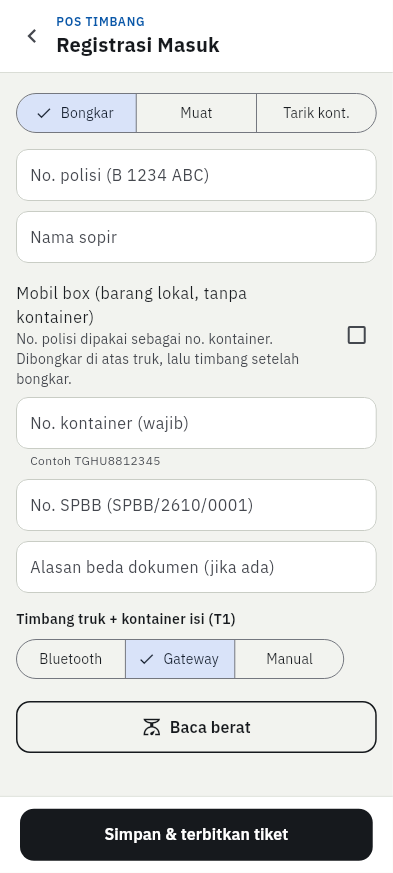 POS TIMBANG
Registrasi Masuk
Bongkar
Muat
Tarik kont.
No. polisi (B 1234 ABC)
Nama sopir
Mobil box (barang lokal, tanpa
kontainer)
No. polisi dipakai sebagai no. kontainer.
Dibongkar di atas truk, lalu timbang setelah
bongkar.
No. kontainer (wajib)
Contoh TGHU8812345
No. SPBB (SPBB/2610/0001)
Alasan beda dokumen (jika ada)
Timbang truk + kontainer isi (T1)
Bluetooth
Gateway
Manual
Baca berat
Simpan & terbitkan tiket